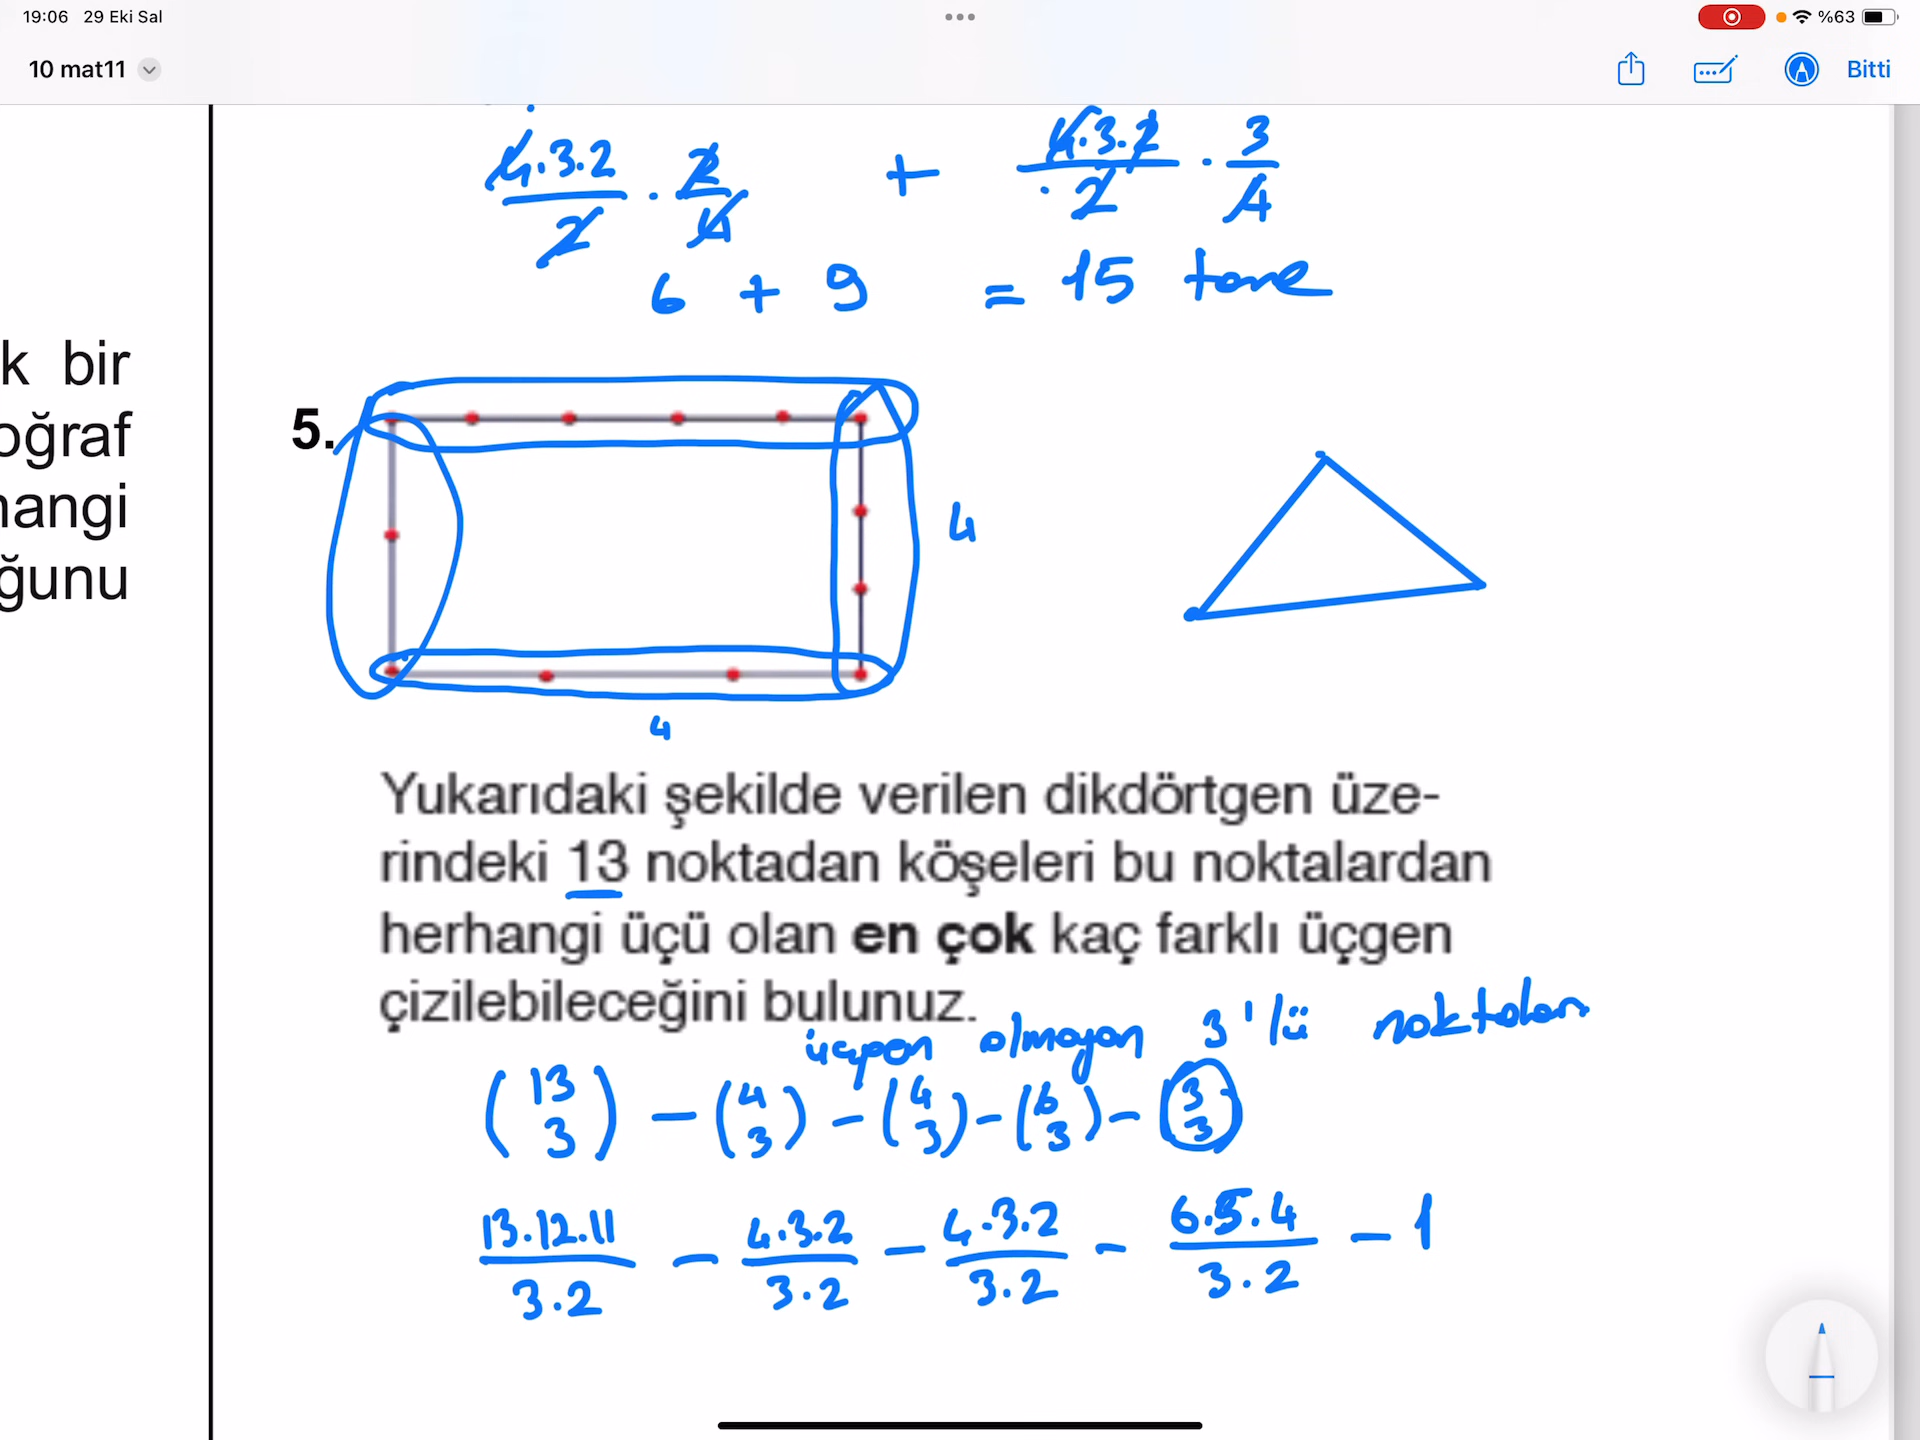 19:06 29 Eki Sal
%63
10 mat11
Bitti
4.3.2/2 . 2/4 + 4.3.2/2 . 3/4
6 + 9 = 15 tane
k bir
oğraf
hangi
ğunu
5.
4
4
Yukarıdaki şekilde verilen dikdörtgen üze-
rindeki 13 noktadan köşeleri bu noktalardan
herhangi üçü olan en çok kaç farklı üçgen
çizilebileceğini bulunuz.
üçgen olmayan 3'lü noktaları
(13 3) − (4 3) − (4 3) − (6 3) − (3 3)
13.12.11/3.2 − 4.3.2/3.2 − 4.3.2/3.2 − 6.5.4/3.2 − 1